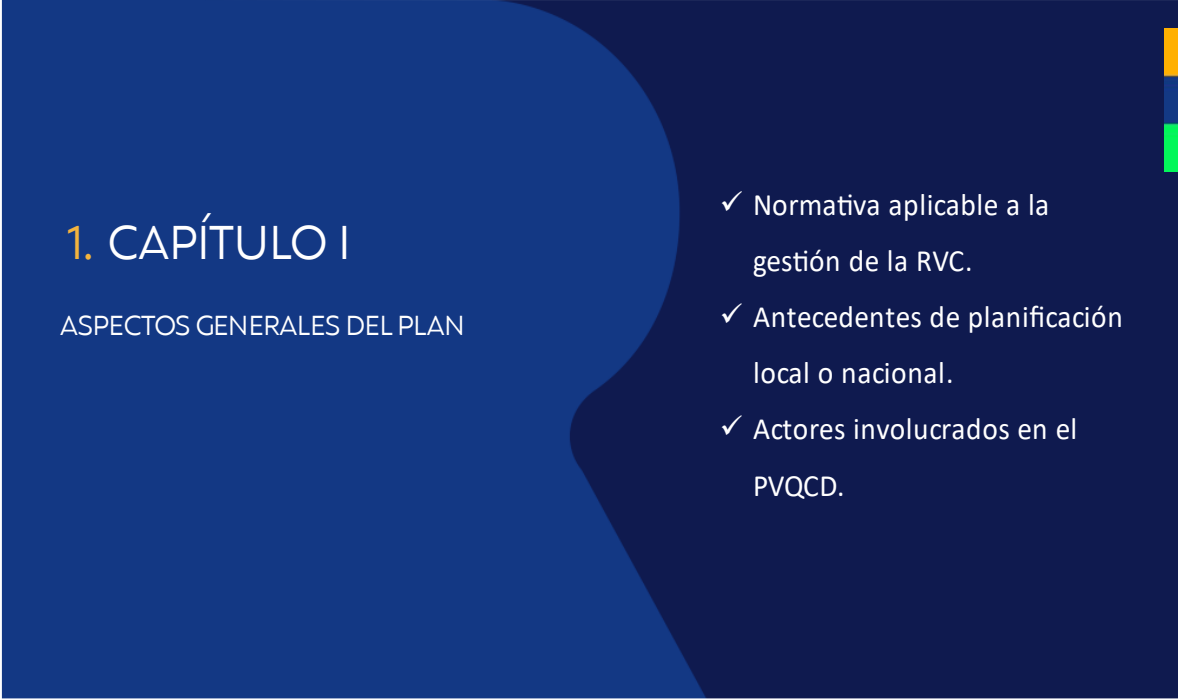 1. CAPÍTULO I
ASPECTOS GENERALES DEL PLAN
✓ Normativa aplicable a la
gestión de la RVC.
✓ Antecedentes de planificación
local o nacional.
✓ Actores involucrados en el
PVQCD.